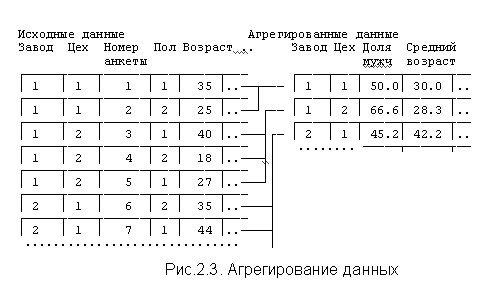 Исходные данные Агрегированные данные
Завод Цех Номер Пол Возраст... Завод Цех Доля Средний
анкеты мужч возраст
1 1 1 1 35 .. 1 1 50.0 30.0 ..
1 1 2 2 25 .. 1 2 66.6 28.3 ..
1 2 3 1 40 .. 2 1 45.2 42.2 ..
1 2 4 2 18 ..
1 2 5 1 27 ..
2 1 6 2 35 ..
2 1 7 1 44 ..
Рис.2.3. Агрегирование данных